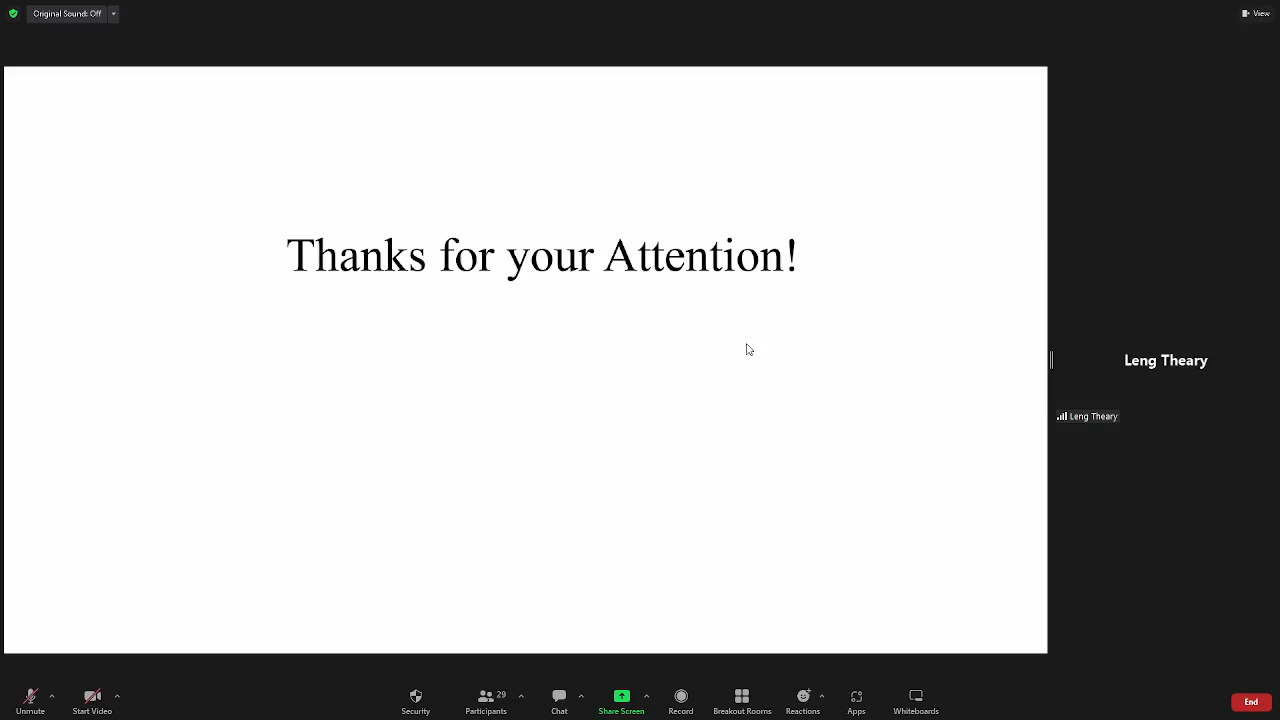 Original Sound: Off
View
Thanks for your Attention!
Leng Theary
Leng Theary
Unmute
Start Video
Security
29
Participants
Chat
Share Screen
Record
Breakout Rooms
Reactions
Apps
Whiteboards
End